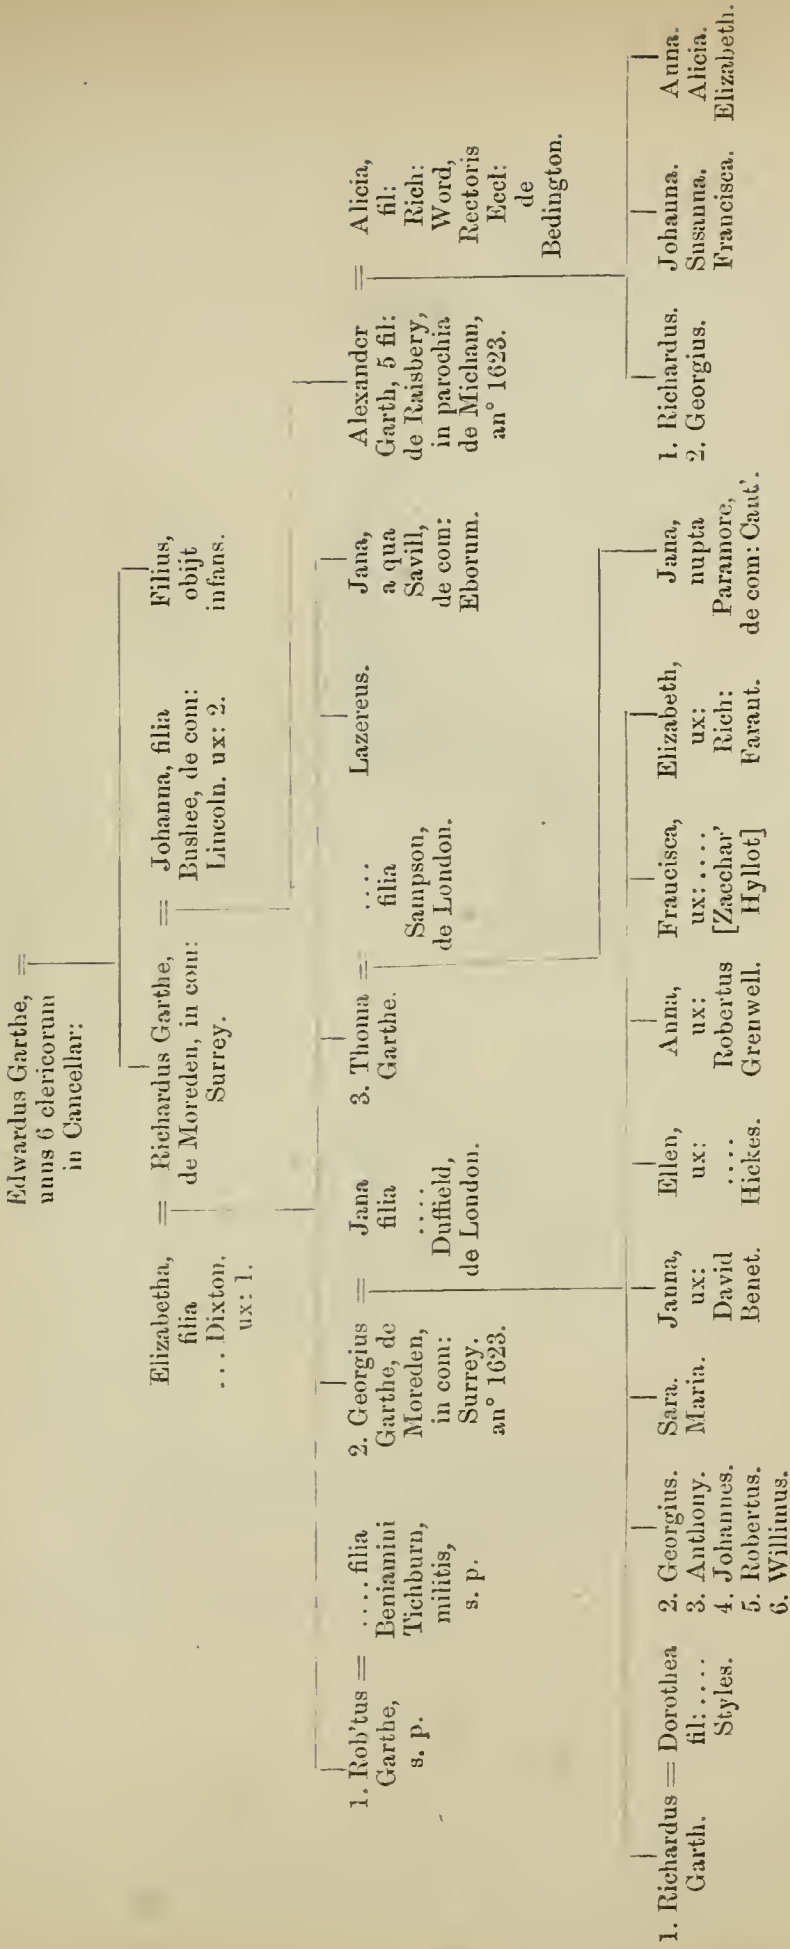 Edwardus Garthe, =
unus 6 clericorum
in Cancellar:
Elizabetha,
filia
.... Dixton.
ux: 1.
= Richardus Garthe,
de Moreden, in com:
Surrey.
= Johanna, filia
Bushee, de com:
Lincoln. ux: 2.
Filius,
obijt
infans.
1. Rob'tus =
Garthe,
s. p.
.... filia
Beniamini
Tichburn,
militis,
s. p.
2. Georgius =
Garthe, de
Moreden,
in com:
Surrey.
an° 1623.
Jana
filia
....
Duffield,
de London.
3. Thoma =
Garthe.
....
filia
Sampson,
de London.
Lazereus.
Jana,
a qua
Savill,
de com:
Eborum.
Alexander =
Garth, 5 fil:
de Raisbery,
in parochia
de Micham,
an° 1623.
Alicia,
fil:
Rich:
Word,
Rectoris
Eccl:
de
Bedington.
1. Richardus =
Garth.
Dorothea
fil: ....
Styles.
2. Georgius.
3. Anthony.
4. Johannes.
5. Robertus.
6. Willimus.
Sara.
Maria.
Janna,
ux:
David
Benet.
Ellen,
ux:
....
Hickes.
Anna,
ux:
Robertus
Grenwell.
Francisca,
ux: ....
[Zacchar'
Hyllot]
Elizabeth,
ux:
Rich:
Faraut.
Jana,
nupta
Paramore,
de com: Cant'.
1. Richardus.
2. Georgius.
Johanna.
Susanna.
Francisca.
Anna.
Alicia.
Elizabeth.